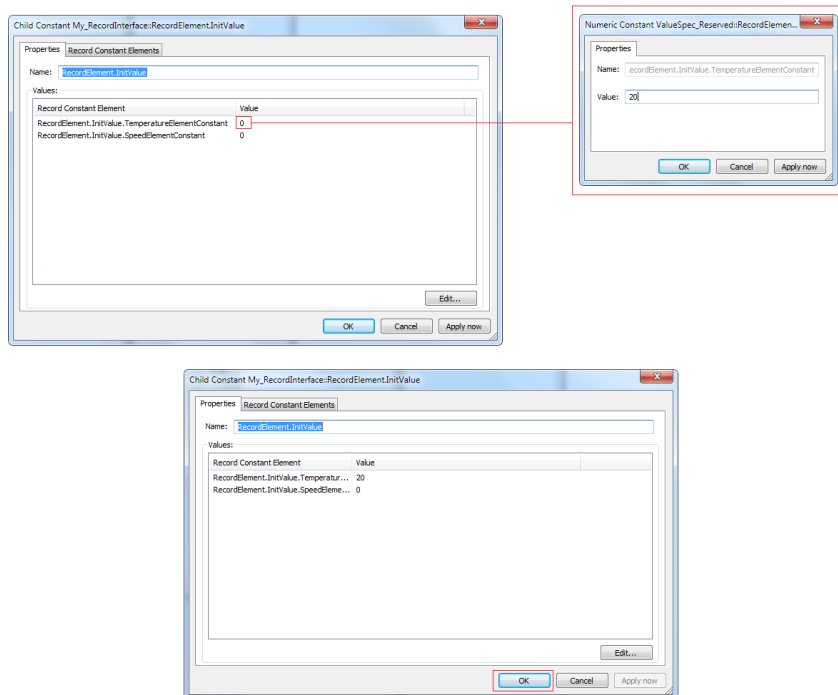 Child Constant My_RecordInterface::RecordElement.InitValue
Properties Record Constant Elements
Name: RecordElement.InitValue
Values:
Record Constant Element Value
RecordElement.InitValue.TemperatureElementConstant 0
RecordElement.InitValue.SpeedElementConstant 0
Edit...
OK Cancel Apply now
Numeric Constant ValueSpec_Reserved::RecordElemen...
Properties
Name: ecordElement.InitValue.TemperatureElementConstant
Value: 20
OK Cancel Apply now
Child Constant My_RecordInterface::RecordElement.InitValue
Properties Record Constant Elements
Name: RecordElement.InitValue
Values:
Record Constant Element Value
RecordElement.InitValue.Temperatur... 20
RecordElement.InitValue.SpeedEleme... 0
Edit...
OK Cancel Apply now